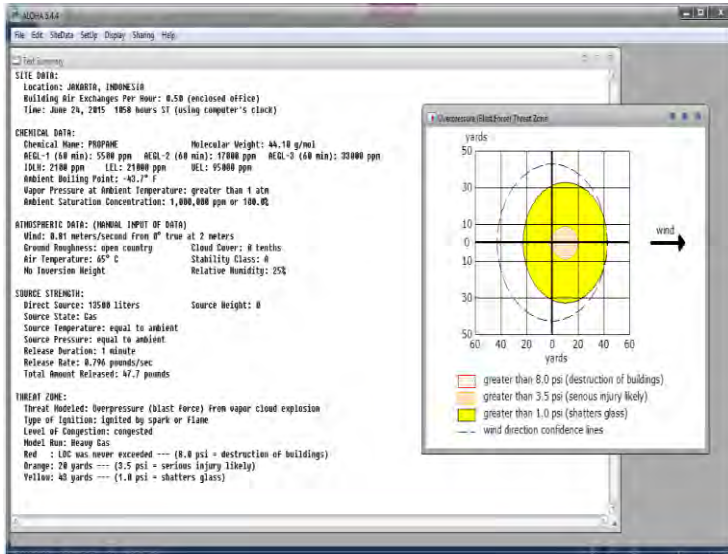 ALOHA 5.4.4
File Edit SiteData SetUp Display Sharing Help
Text Summary
SITE DATA:
Location: JAKARTA, INDONESIA
Building Air Exchanges Per Hour: 0.50 (enclosed office)
Time: June 24, 2015 1058 hours ST (using computer's clock)
CHEMICAL DATA:
Chemical Name: PROPANE Molecular Weight: 44.10 g/mol
AEGL-1 (60 min): 5500 ppm AEGL-2 (60 min): 17000 ppm AEGL-3 (60 min): 33000 ppm
IDLH: 2100 ppm LEL: 21000 ppm UEL: 95000 ppm
Ambient Boiling Point: -43.7° F
Vapor Pressure at Ambient Temperature: greater than 1 atm
Ambient Saturation Concentration: 1,000,000 ppm or 100.0%
ATMOSPHERIC DATA: (MANUAL INPUT OF DATA)
Wind: 0.01 meters/second from 0° true at 2 meters
Ground Roughness: open country Cloud Cover: 0 tenths
Air Temperature: 65° C Stability Class: A
No Inversion Height Relative Humidity: 25%
SOURCE STRENGTH:
Direct Source: 13500 liters Source Height: 0
Source State: Gas
Source Temperature: equal to ambient
Source Pressure: equal to ambient
Release Duration: 1 minute
Release Rate: 0.796 pounds/sec
Total Amount Released: 47.7 pounds
THREAT ZONE:
Threat Modeled: Overpressure (blast force) from vapor cloud explosion
Type of Ignition: ignited by spark or flame
Level of Congestion: congested
Model Run: Heavy Gas
Red : LOC was never exceeded --- (8.0 psi = destruction of buildings)
Orange: 20 yards --- (3.5 psi = serious injury likely)
Yellow: 43 yards --- (1.0 psi = shatters glass)
Overpressure (Blast Force) Threat Zone
yards
50
30
10
0
10
30
50
60 40 20 0 20 40 60
yards
wind
greater than 8.0 psi (destruction of buildings)
greater than 3.5 psi (serious injury likely)
greater than 1.0 psi (shatters glass)
wind direction confidence lines